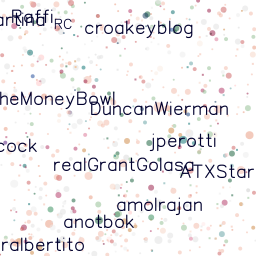 Raffi
RC
croakeyblog
heMoneyBowl
DuncanWierman
jperotti
cock
realGrantGolasa
ATXStar
amolrajan
anotbok
ralbertito